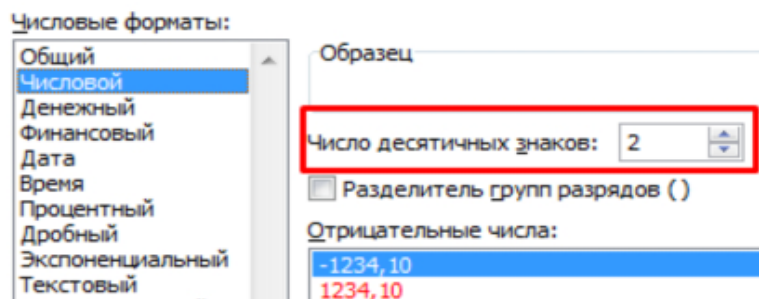 Числовые форматы:
Общий
Числовой
Денежный
Финансовый
Дата
Время
Процентный
Дробный
Экспоненциальный
Текстовый
Образец
Число десятичных знаков: 2
Разделитель групп разрядов ( )
Отрицательные числа:
-1234,10
1234,10